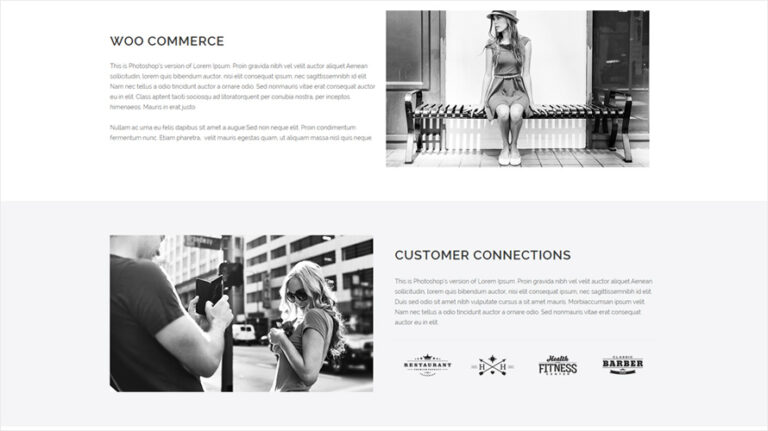 WOO COMMERCE
This is Photoshop's version of Lorem Ipsum. Proin gravida nibh vel velit auctor aliquet.Aenean
sollicitudin, lorem quis bibendum auctor, nisi elit consequat ipsum, nec sagittissemnibh id elit.
Nam nec tellus a odio tincidunt auctor a ornare odio. Sed nonmauris vitae erat consequat auctor
eu in elit. Class aptent taciti sociosqu ad litoratorquent per conubia nostra, per inceptos
himenaeos. Mauris in erat justo.
Nullam ac urna eu felis dapibus sit amet a augue.Sed non neque elit. Proin condimentum
fermentum nunc. Etiam pharetra, velit mauris egestas quam, ut aliquam massa nisl quis neque.
Broadway
CUSTOMER CONNECTIONS
This is Photoshop's version of Lorem Ipsum. Proin gravida nibh vel velit auctor aliquet.Aenean
sollicitudin, lorem quis bibendum auctor, nisi elit consequat ipsum, nec sagittissemnibh id elit.
Duis sed odio sit amet nibh vulputate cursus a sit amet mauris. Morbiaccumsan ipsum velit.
Nam nec tellus a odio tincidunt auctor a ornare odio. Sed nonmauris vitae erat consequat auctor
eu in elit.
RESTAURANT
H H
Health
FITNESS
CENTER
CLASSIC
BARBER